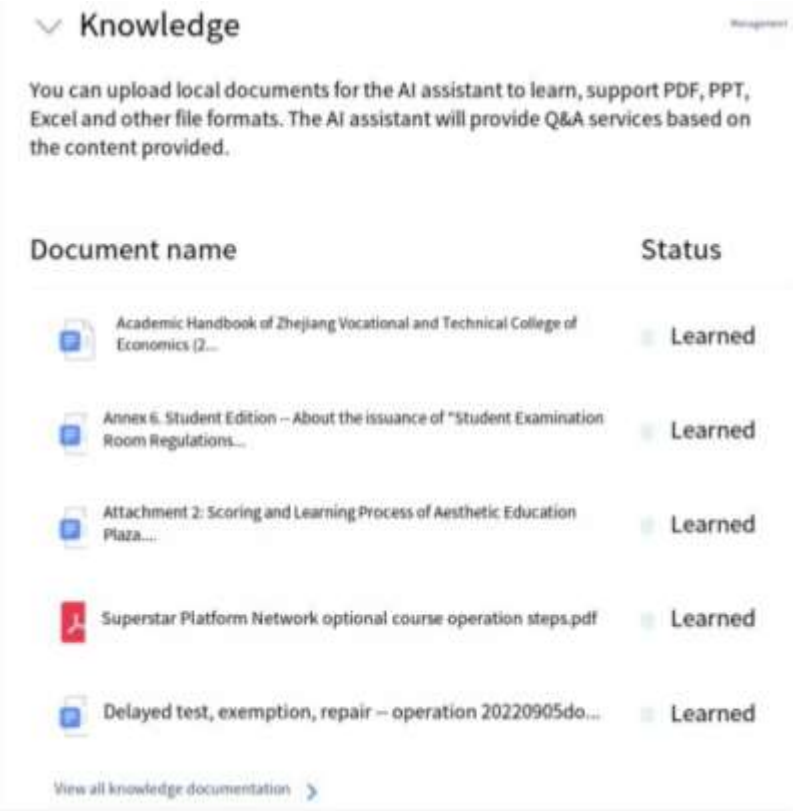 Knowledge
Management
You can upload local documents for the AI assistant to learn, support PDF, PPT,
Excel and other file formats. The AI assistant will provide Q&A services based on
the content provided.
Document name
Status
Academic Handbook of Zhejiang Vocational and Technical College of
Economics (2...
Learned
Annex 6. Student Edition -- About the issuance of "Student Examination
Room Regulations...
Learned
Attachment 2: Scoring and Learning Process of Aesthetic Education
Plaza....
Learned
Superstar Platform Network optional course operation steps.pdf
Learned
Delayed test, exemption, repair -- operation 20220905do...
Learned
View all knowledge documentation